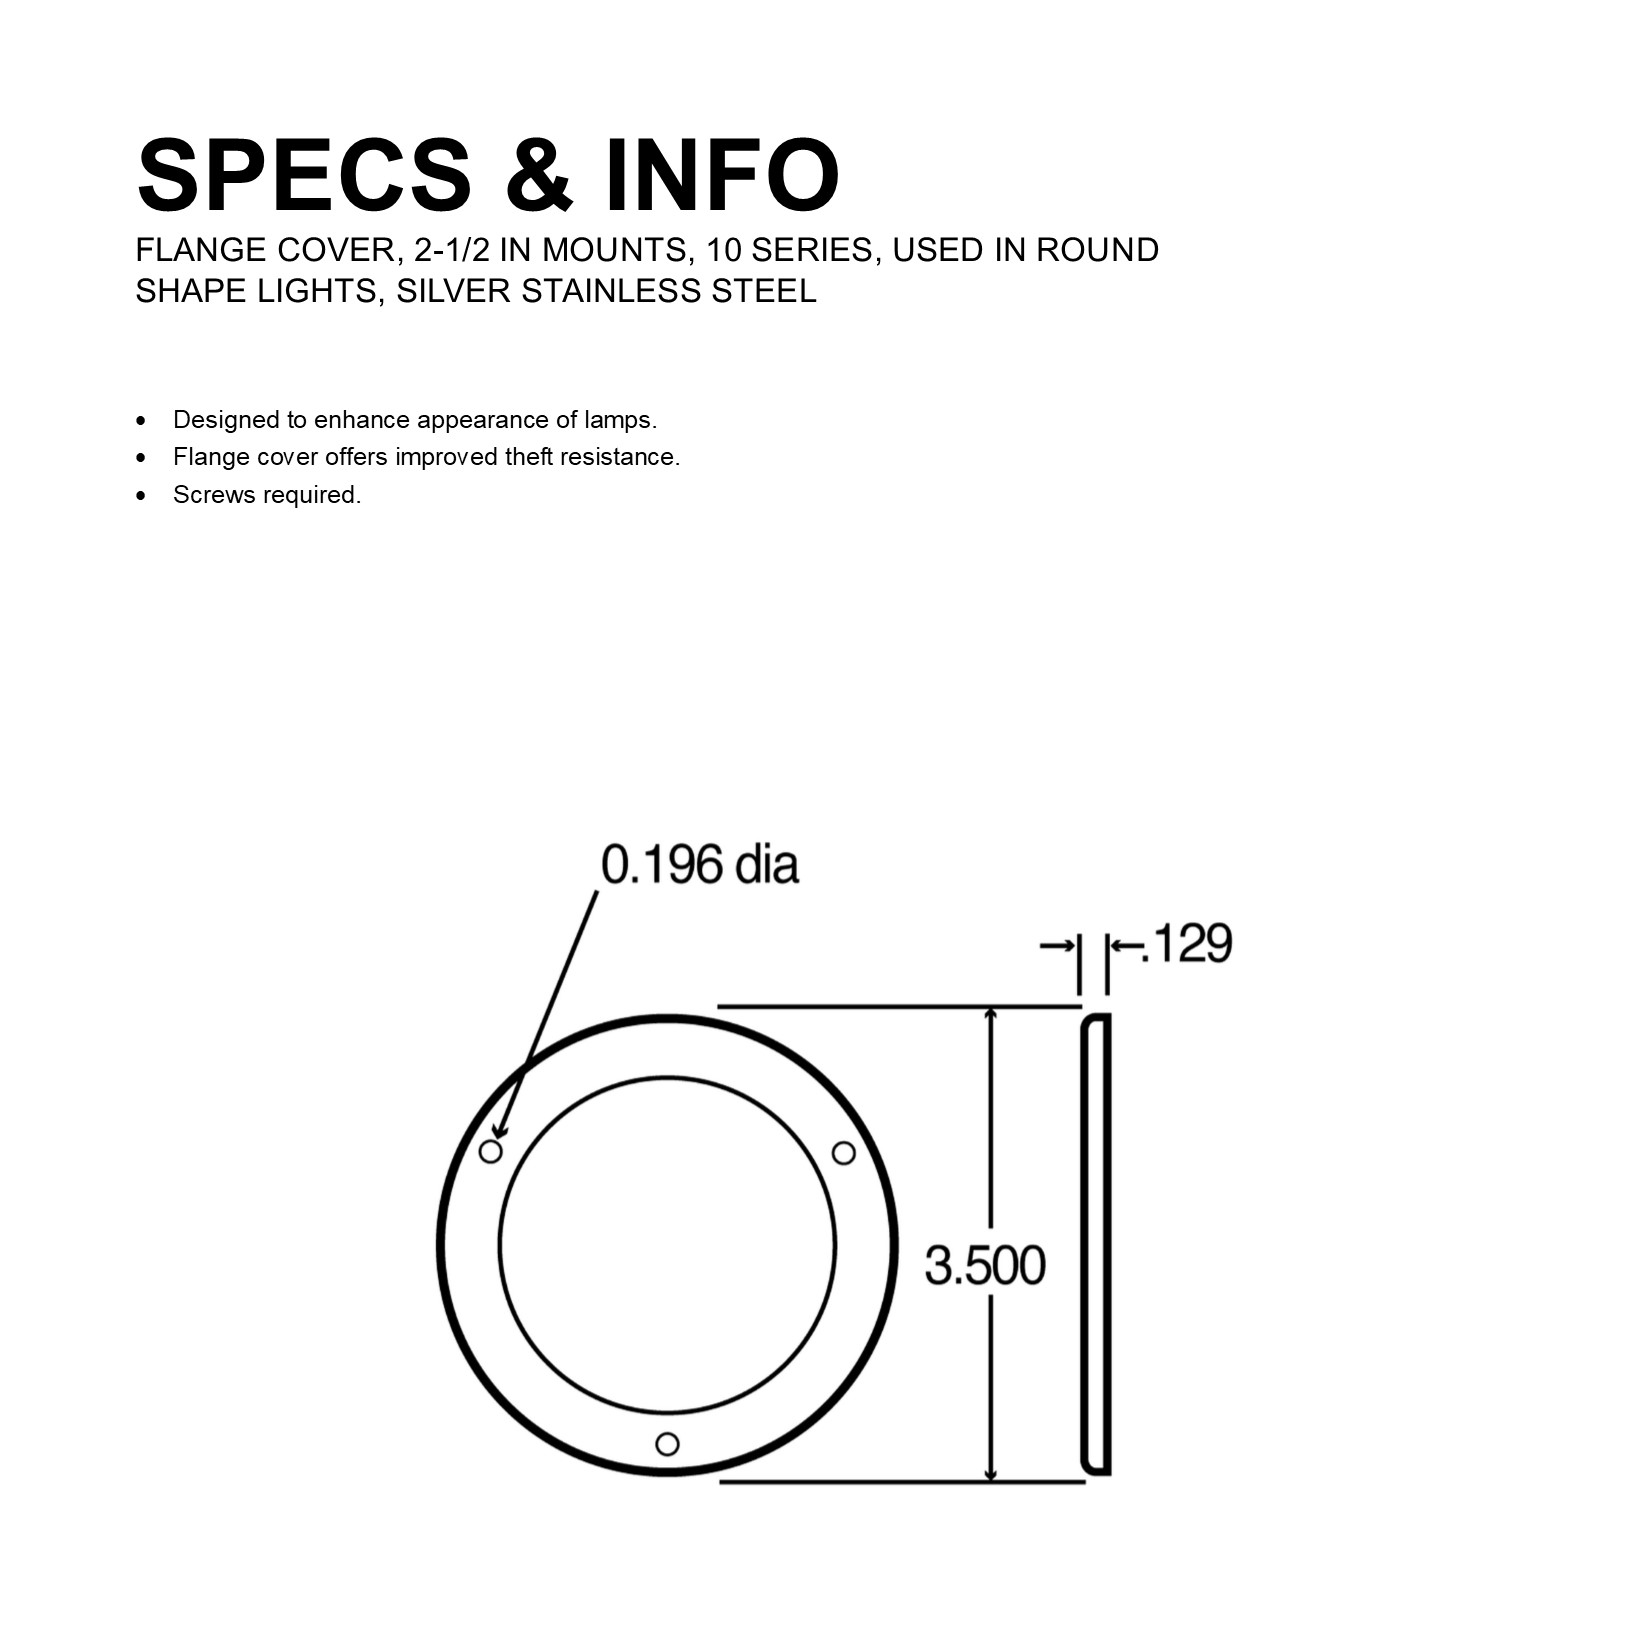 SPECS & INFO
FLANGE COVER, 2-1/2 IN MOUNTS, 10 SERIES, USED IN ROUND
SHAPE LIGHTS, SILVER STAINLESS STEEL
• Designed to enhance appearance of lamps.
• Flange cover offers improved theft resistance.
• Screws required.
0.196 dia
.129
3.500